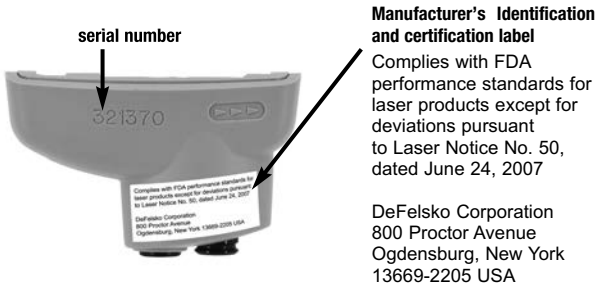 serial number
Manufacturer's Identification
and certification label
Complies with FDA
performance standards for
laser products except for
deviations pursuant
to Laser Notice No. 50,
dated June 24, 2007
DeFelsko Corporation
800 Proctor Avenue
Ogdensburg, New York
13669-2205 USA
321370
Complies with FDA performance standards for
laser products except for deviations pursuant
to Laser Notice No. 50, dated June 24, 2007
DeFelsko Corporation
800 Proctor Avenue
Ogdensburg, New York 13669-2205 USA